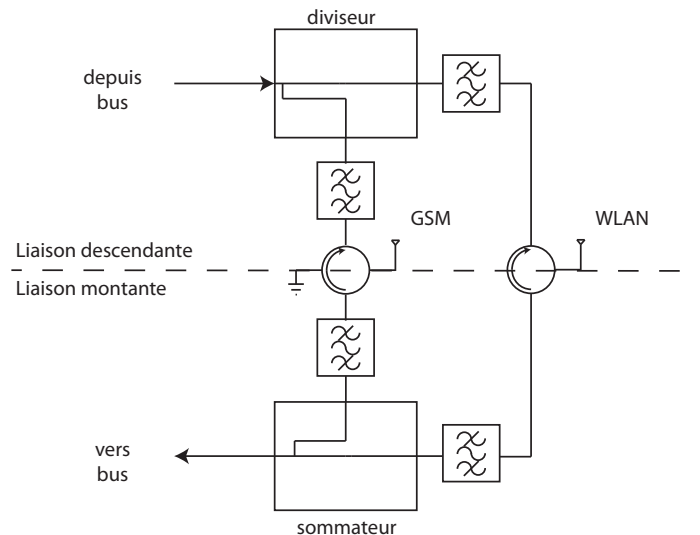 diviseur
depuis
bus
GSM
WLAN
Liaison descendante
Liaison montante
vers
bus
sommateur